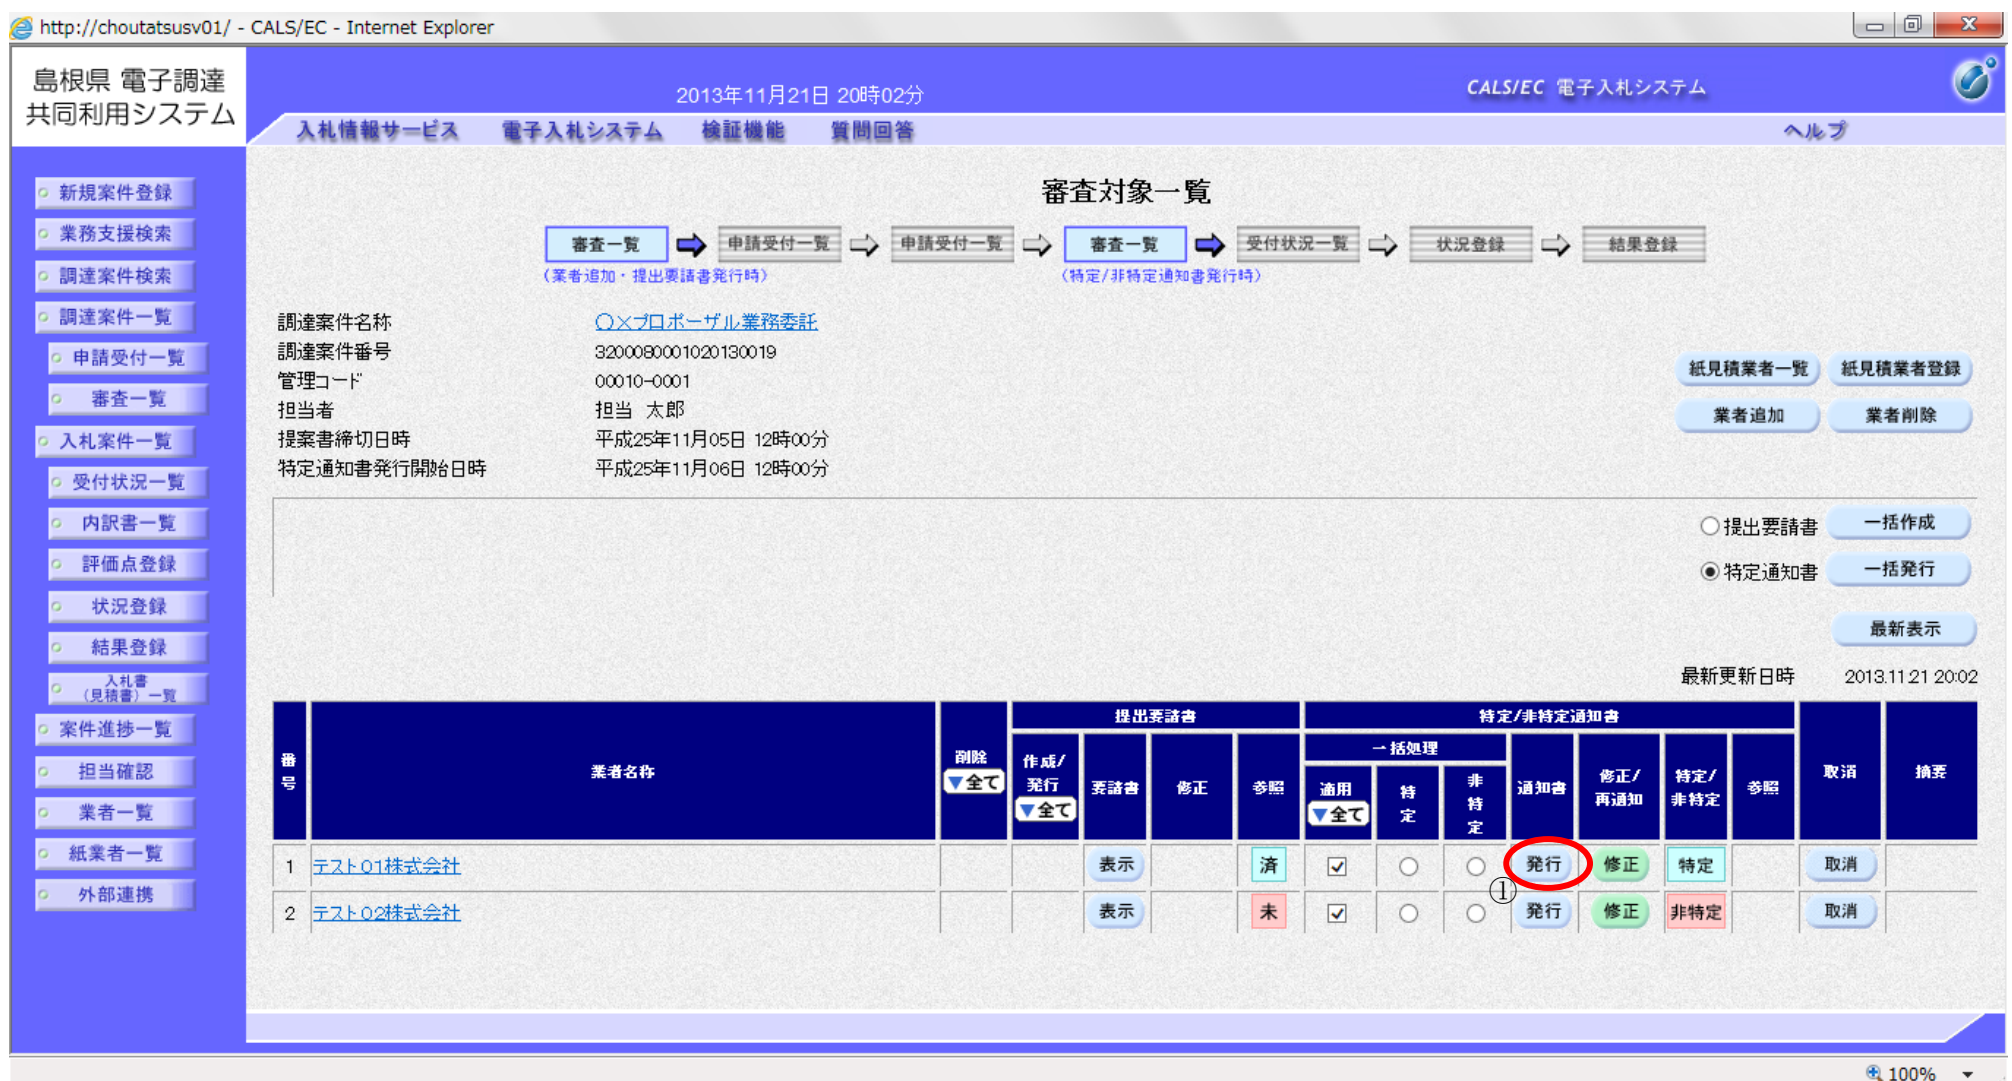 http://choutatsusv01/ - CALS/EC - Internet Explorer
島根県 電子調達
共同利用システム
2013年11月21日 20時02分
CALS/EC 電子入札システム
入札情報サービス 電子入札システム 検証機能 質問回答 ヘルプ
新規案件登録
業務支援検索
調達案件検索
調達案件一覧
申請受付一覧
審査一覧
入札案件一覧
受付状況一覧
内訳書一覧
評価点登録
状況登録
結果登録
入札書
(見積書)一覧
案件進捗一覧
担当確認
業者一覧
紙業者一覧
外部連携
審査対象一覧
審査一覧 申請受付一覧 申請受付一覧 審査一覧 受付状況一覧 状況登録 結果登録
(業者追加・提出要請書発行時) (特定/非特定通知書発行時)
調達案件名称 〇×プロポーザル業務委託
調達案件番号 3200080001020130019
管理コード 00010-0001
担当者 担当 太郎
提案書締切日時 平成25年11月05日 12時00分
特定通知書発行開始日時 平成25年11月06日 12時00分
紙見積業者一覧 紙見積業者登録
業者追加 業者削除
提出要請書 一括作成
特定通知書 一括発行
最新表示
最新更新日時 2013.11.21 20:02
番号 業者名称 削除 ▼全て 提出要請書 作成/発行 ▼全て 要請書 修正 参照 特定/非特定通知書 一括処理 適用 ▼全て 特定 非特定 通知書 修正/再通知 特定/非特定 参照 取消 摘要
1 テスト01株式会社 表示 済 発行 修正 特定 取消
①
2 テスト02株式会社 表示 未 発行 修正 非特定 取消
100%